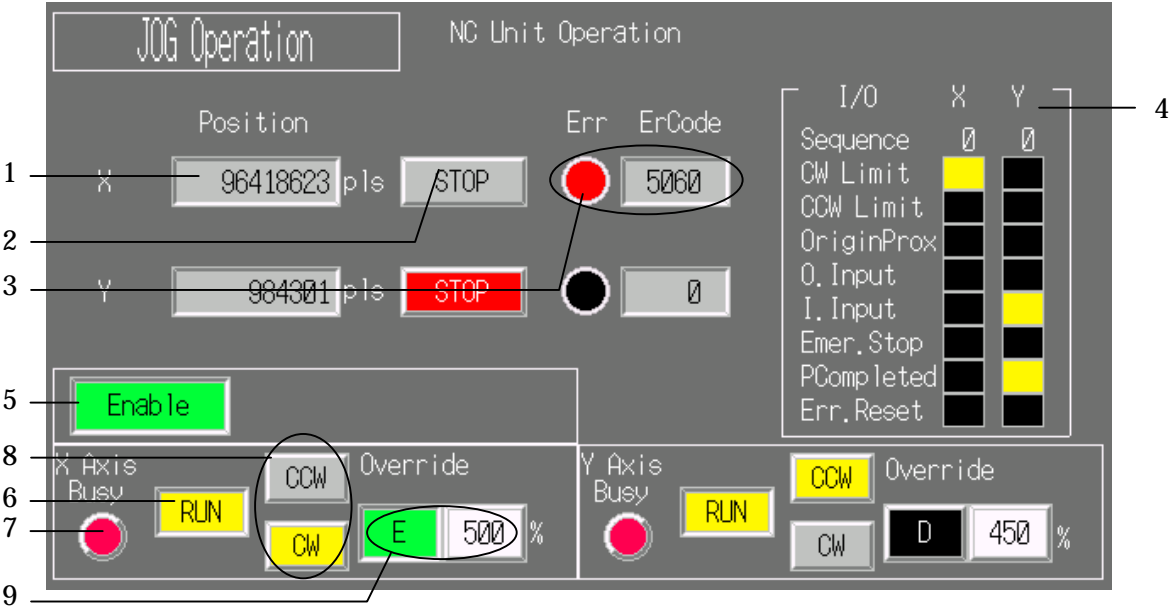 JOG Operation
NC Unit Operation
I/O X Y
4
Position
Err ErCode
Sequence 0 0
1
X 96418623 pls STOP 5060
CW Limit
CCW Limit
2
OriginProx
3
Y 984301 pls STOP 0
O.Input
I.Input
Emer.Stop
PCompleted
Err.Reset
5
Enable
8
X Axis
Busy
CCW
Override
6
RUN
7
CW
E 500 %
Y Axis
Busy
CCW
Override
RUN
CW
D 450 %
9